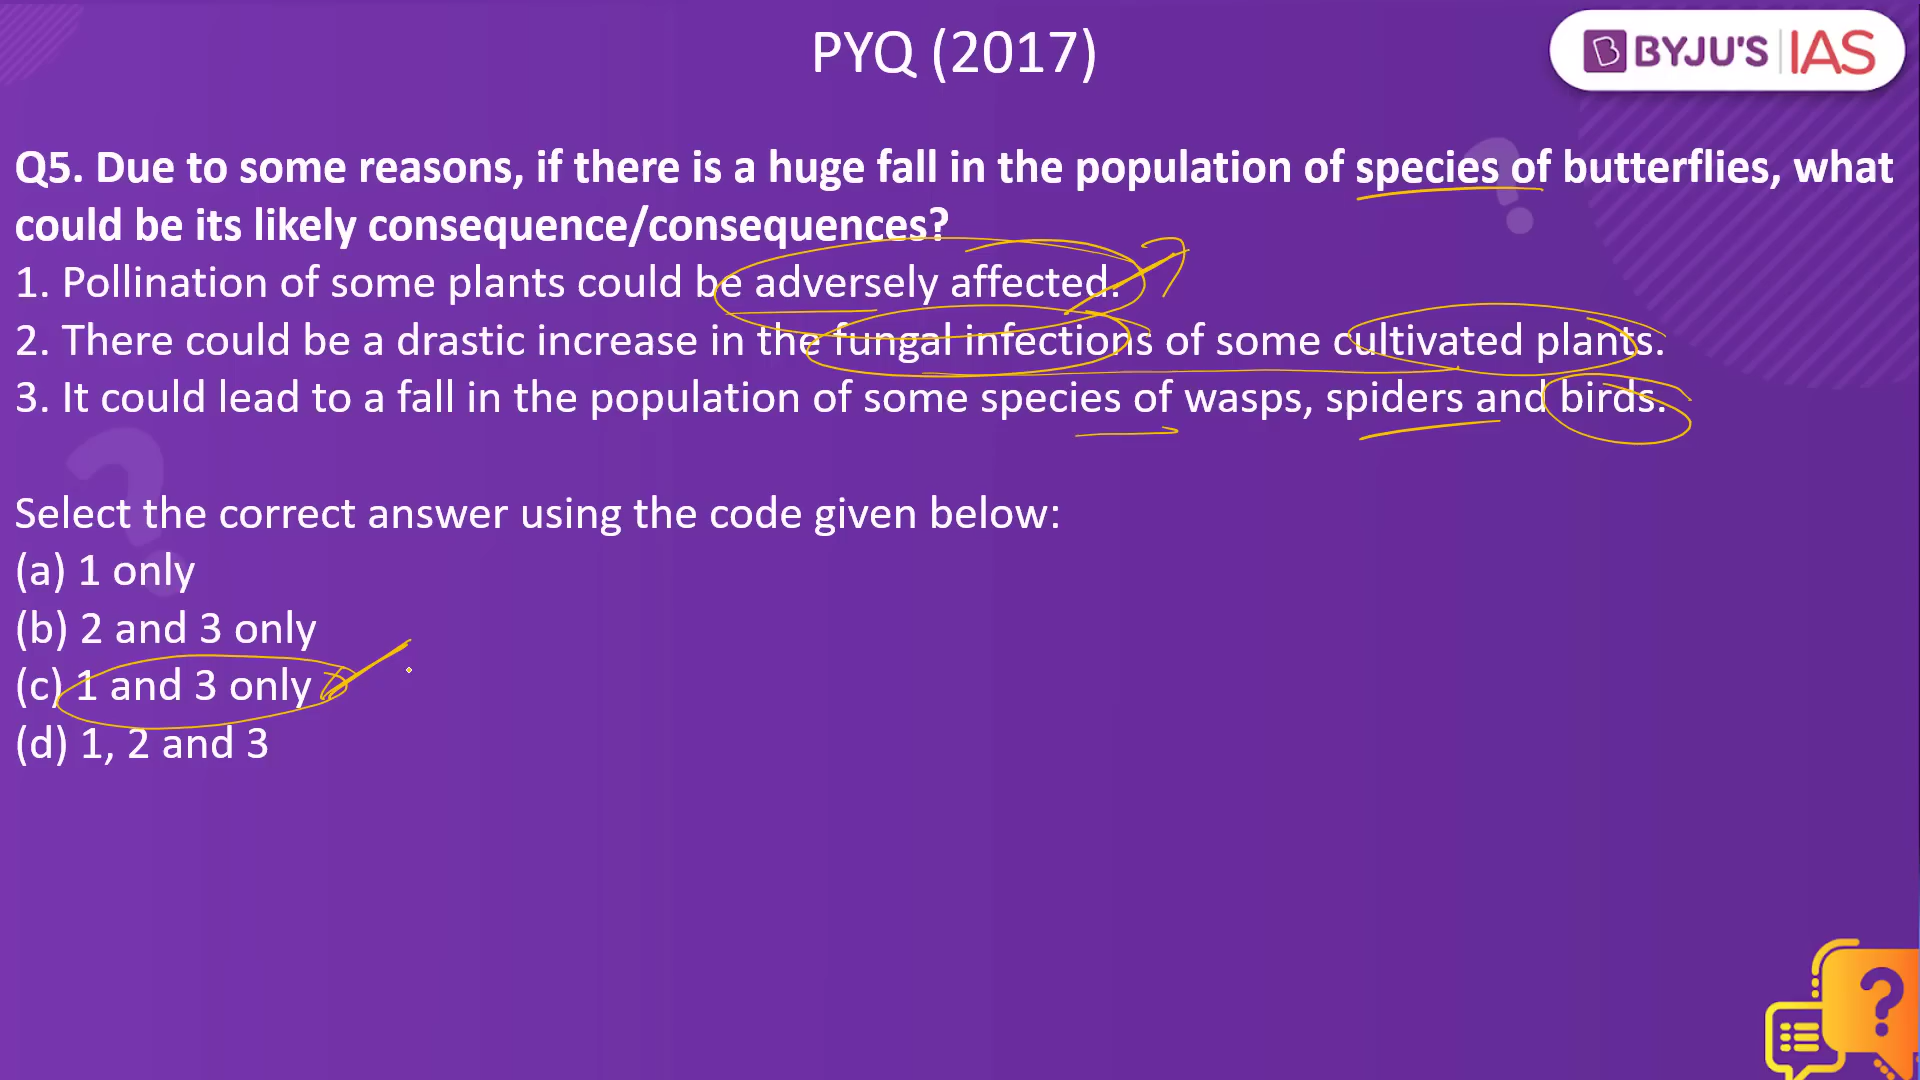 PYQ (2017)
BYJU'S IAS
Q5. Due to some reasons, if there is a huge fall in the population of species of butterflies, what
could be its likely consequence/consequences?
1. Pollination of some plants could be adversely affected.
2. There could be a drastic increase in the fungal infections of some cultivated plants.
3. It could lead to a fall in the population of some species of wasps, spiders and birds.
Select the correct answer using the code given below:
(a) 1 only
(b) 2 and 3 only
(c) 1 and 3 only
(d) 1, 2 and 3